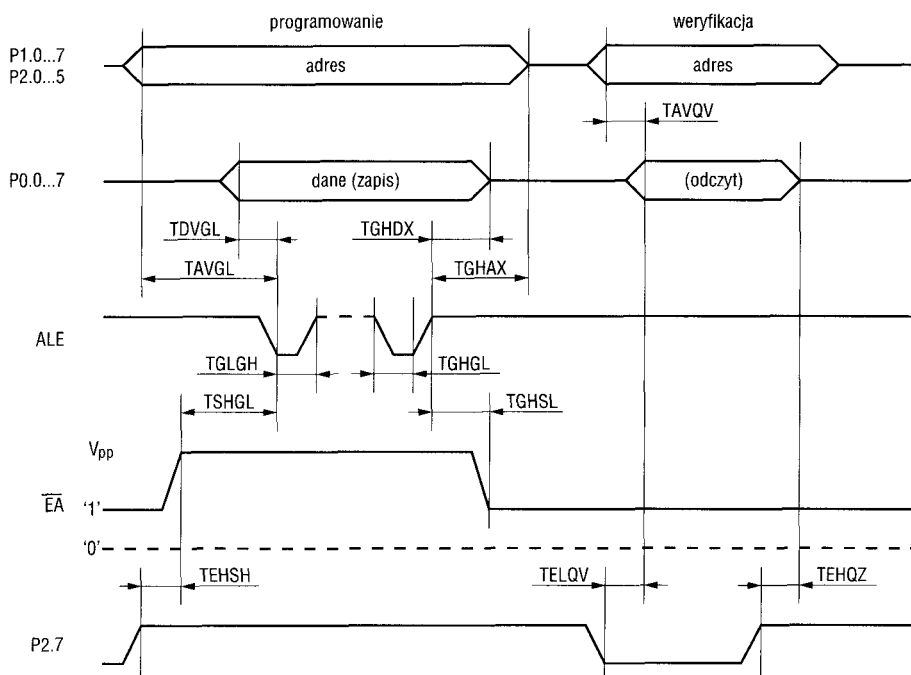 programowanie
weryfikacja
P1.0...7
P2.0...5
adres
adres
TAVQV
P0.0...7
dane (zapis)
(odczyt)
TDVGL
TGHDX
TAVGL
TGHAX
ALE
TGLGH
TGHGL
TSHGL
TGHSL
Vpp
EA
'1'
'0'
TEHSH
TELQV
TEHQZ
P2.7